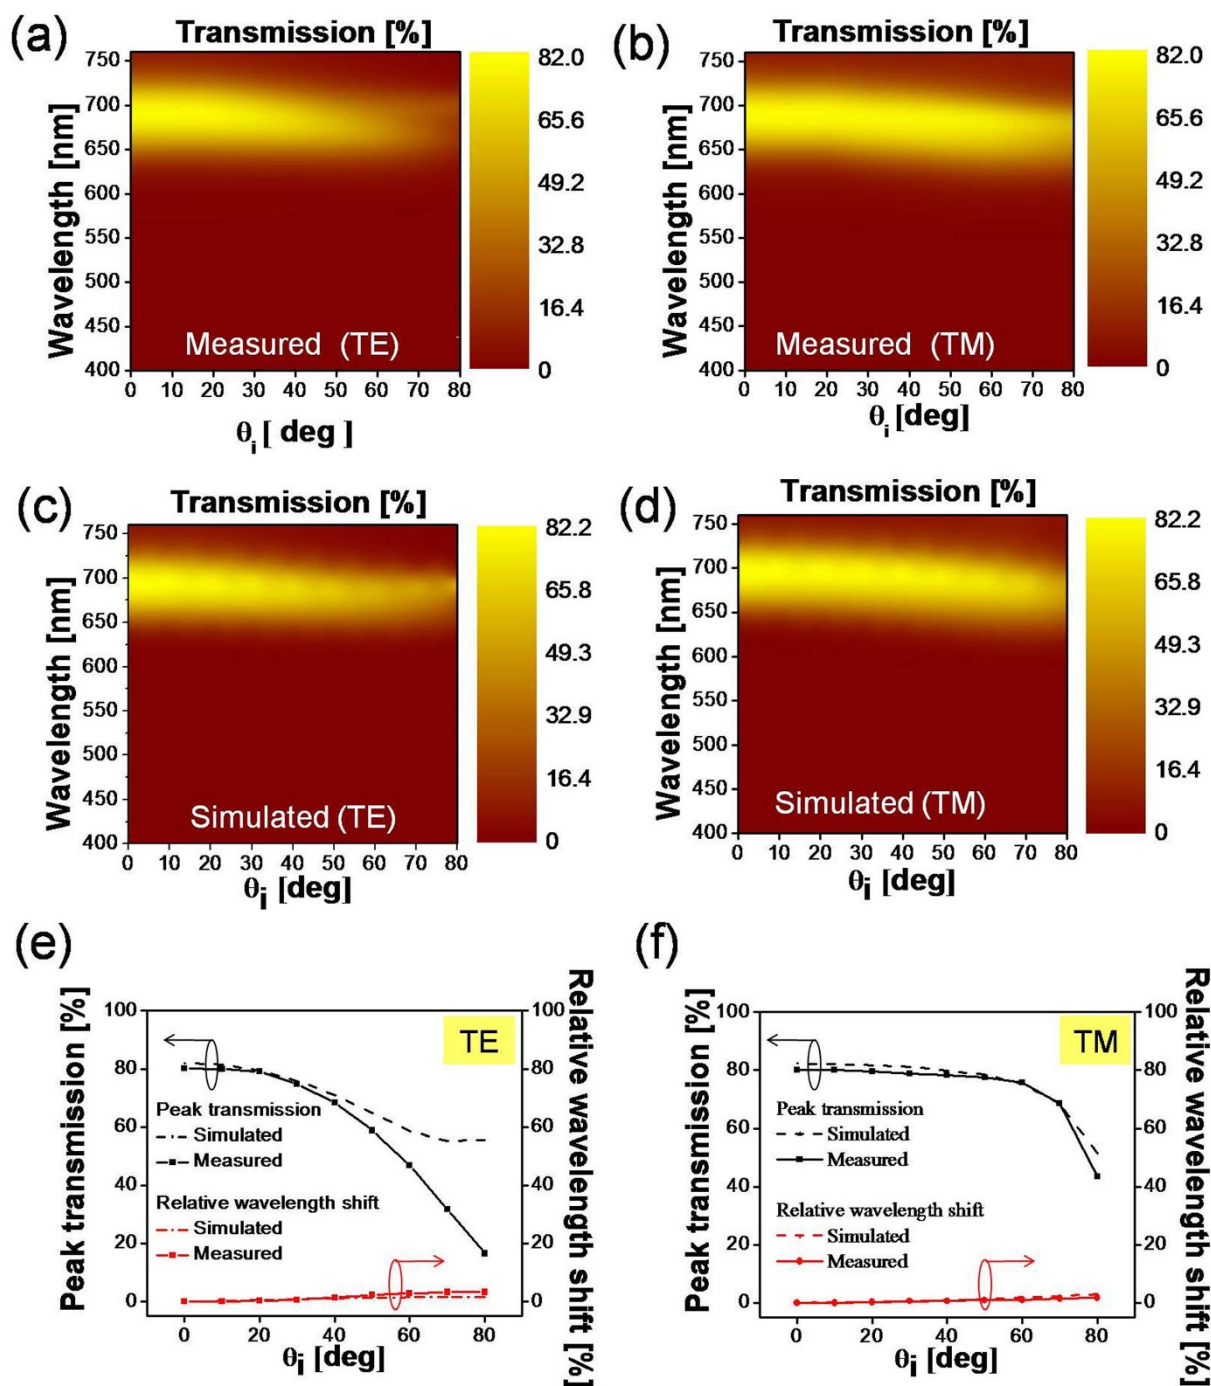 (a)
Transmission [%]
Wavelength [nm]
750
700
650
600
550
500
450
400
Measured (TE)
0 10 20 30 40 50 60 70 80
θi [ deg ]
82.0
65.6
49.2
32.8
16.4
0
(b)
Transmission [%]
Wavelength [nm]
750
700
650
600
550
500
450
400
Measured (TM)
0 10 20 30 40 50 60 70 80
θi [deg]
82.0
65.6
49.2
32.8
16.4
0
(c)
Transmission [%]
Wavelength [nm]
750
700
650
600
550
500
450
400
Simulated (TE)
0 10 20 30 40 50 60 70 80
θi [deg]
82.2
65.8
49.3
32.9
16.4
0
(d)
Transmission [%]
Wavelength [nm]
750
700
650
600
550
500
450
400
Simulated (TM)
0 10 20 30 40 50 60 70 80
θi [deg]
82.2
65.8
49.3
32.9
16.4
0
(e)
Peak transmission [%]
100
80
60
40
20
0
TE
Peak transmission
Simulated
Measured
Relative wavelength shift
Simulated
Measured
0 20 40 60 80
θi [deg]
100
80
60
40
20
0
Relative wavelength shift [%]
(f)
Peak transmission [%]
100
80
60
40
20
0
TM
Peak transmission
Simulated
Measured
Relative wavelength shift
Simulated
Measured
0 20 40 60 80
θi [deg]
100
80
60
40
20
0
Relative wavelength shift [%]